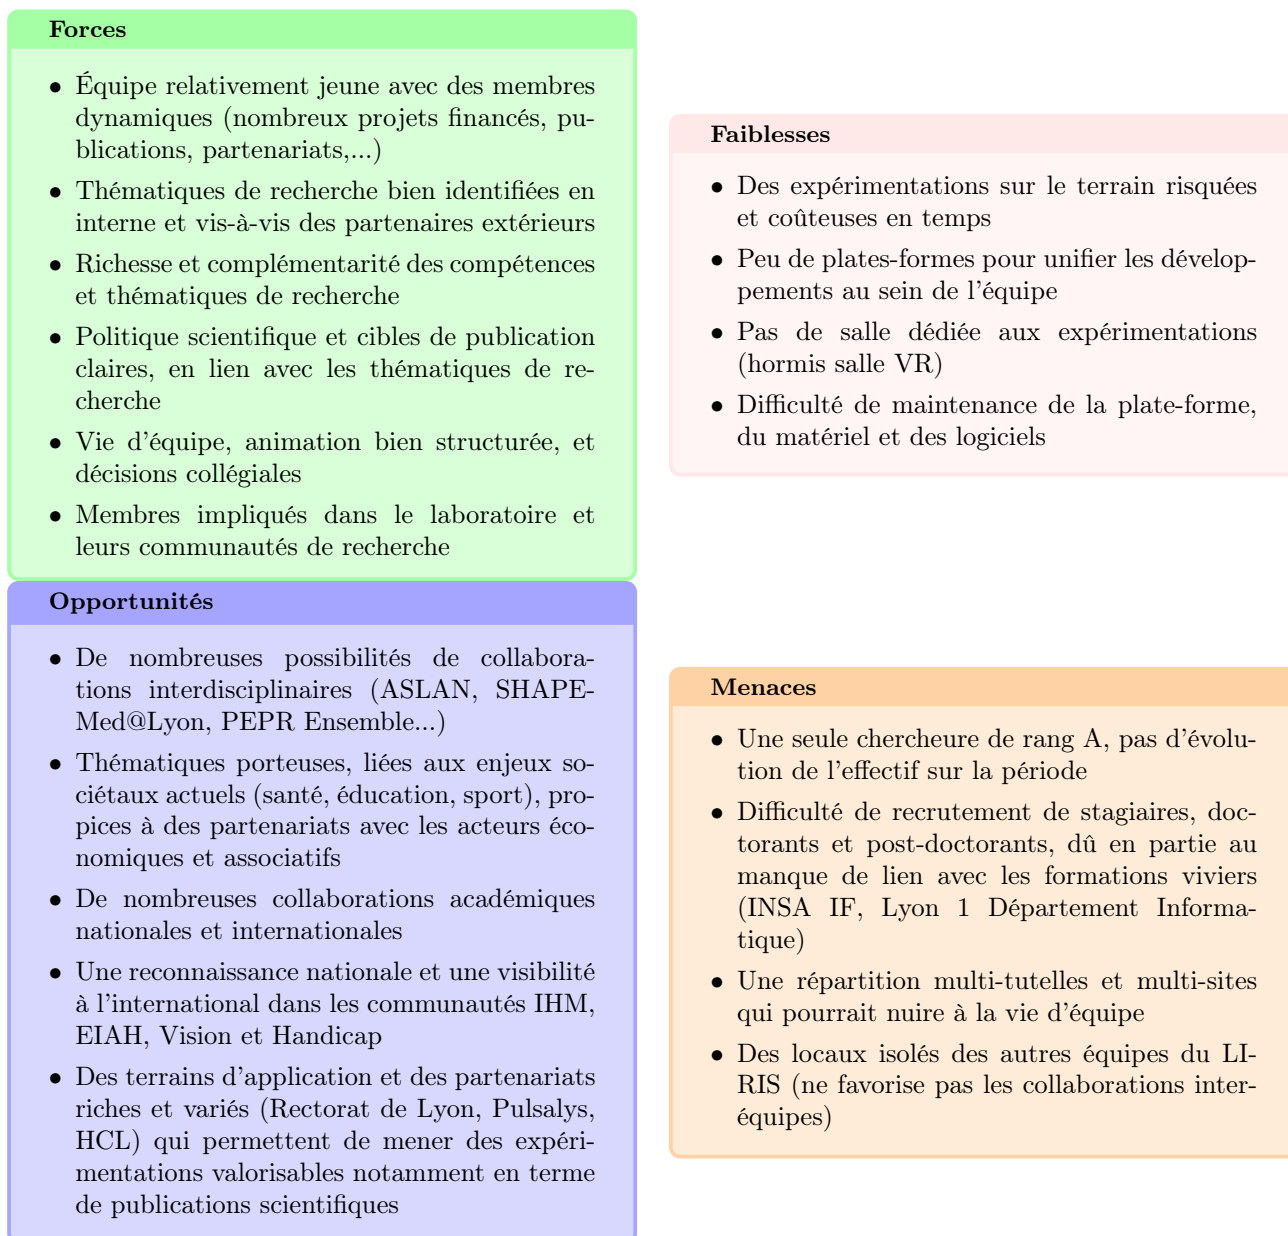 Forces
• Équipe relativement jeune avec des membres
dynamiques (nombreux projets financés, pu-
blications, partenariats,...)
• Thématiques de recherche bien identifiées en
interne et vis-à-vis des partenaires extérieurs
• Richesse et complémentarité des compétences
et thématiques de recherche
• Politique scientifique et cibles de publication
claires, en lien avec les thématiques de re-
cherche
• Vie d'équipe, animation bien structurée, et
décisions collégiales
• Membres impliqués dans le laboratoire et
leurs communautés de recherche
Faiblesses
• Des expérimentations sur le terrain risquées
et coûteuses en temps
• Peu de plates-formes pour unifier les dévelop-
pements au sein de l'équipe
• Pas de salle dédiée aux expérimentations
(hormis salle VR)
• Difficulté de maintenance de la plate-forme,
du matériel et des logiciels
Opportunités
• De nombreuses possibilités de collabora-
tions interdisciplinaires (ASLAN, SHAPE-
Med@Lyon, PEPR Ensemble...)
• Thématiques porteuses, liées aux enjeux so-
ciétaux actuels (santé, éducation, sport), pro-
pices à des partenariats avec les acteurs éco-
nomiques et associatifs
• De nombreuses collaborations académiques
nationales et internationales
• Une reconnaissance nationale et une visibilité
à l'international dans les communautés IHM,
EIAH, Vision et Handicap
• Des terrains d'application et des partenariats
riches et variés (Rectorat de Lyon, Pulsalys,
HCL) qui permettent de mener des expéri-
mentations valorisables notamment en terme
de publications scientifiques
Menaces
• Une seule chercheure de rang A, pas d'évolu-
tion de l'effectif sur la période
• Difficulté de recrutement de stagiaires, doc-
torants et post-doctorants, dû en partie au
manque de lien avec les formations viviers
(INSA IF, Lyon 1 Département Informa-
tique)
• Une répartition multi-tutelles et multi-sites
qui pourrait nuire à la vie d'équipe
• Des locaux isolés des autres équipes du LI-
RIS (ne favorise pas les collaborations inter-
équipes)